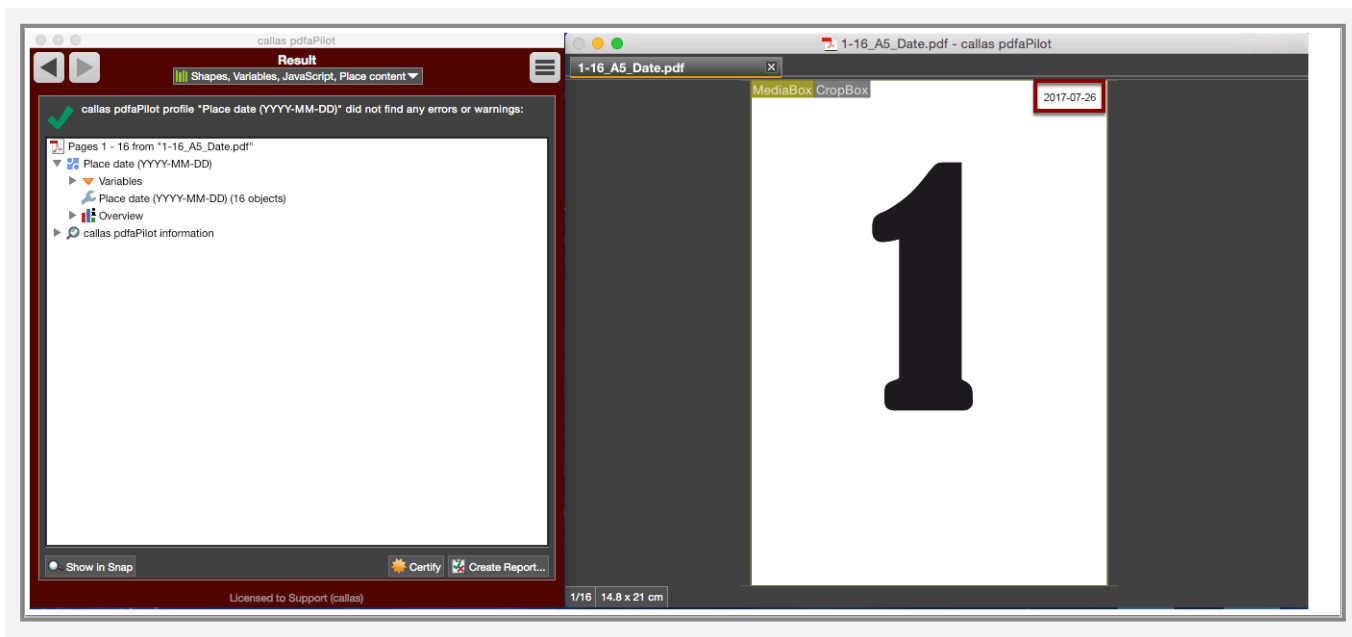 callas pdfaPilot
Result
Shapes, Variables, JavaScript, Place content
callas pdfaPilot profile "Place date (YYYY-MM-DD)" did not find any errors or warnings:
Pages 1 - 16 from "1-16_A5_Date.pdf"
Place date (YYYY-MM-DD)
Variables
Place date (YYYY-MM-DD) (16 objects)
Overview
callas pdfaPilot information
Show in Snap
Certify
Create Report...
Licensed to Support (callas)
1-16_A5_Date.pdf - callas pdfaPilot
1-16_A5_Date.pdf
MediaBox CropBox
2017-07-26
1
1/16 14.8 x 21 cm